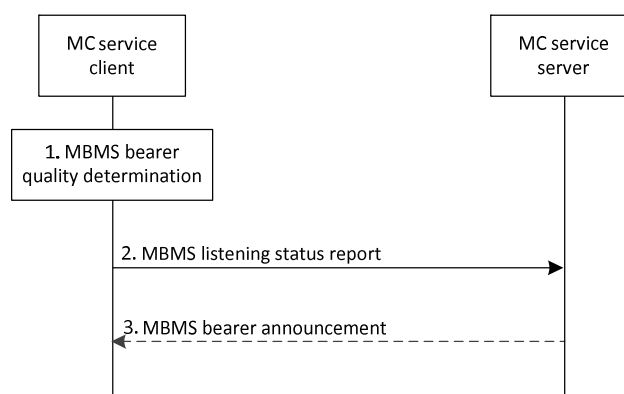 MC service
client
MC service
server
1. MBMS bearer
quality determination
2. MBMS listening status report
3. MBMS bearer announcement